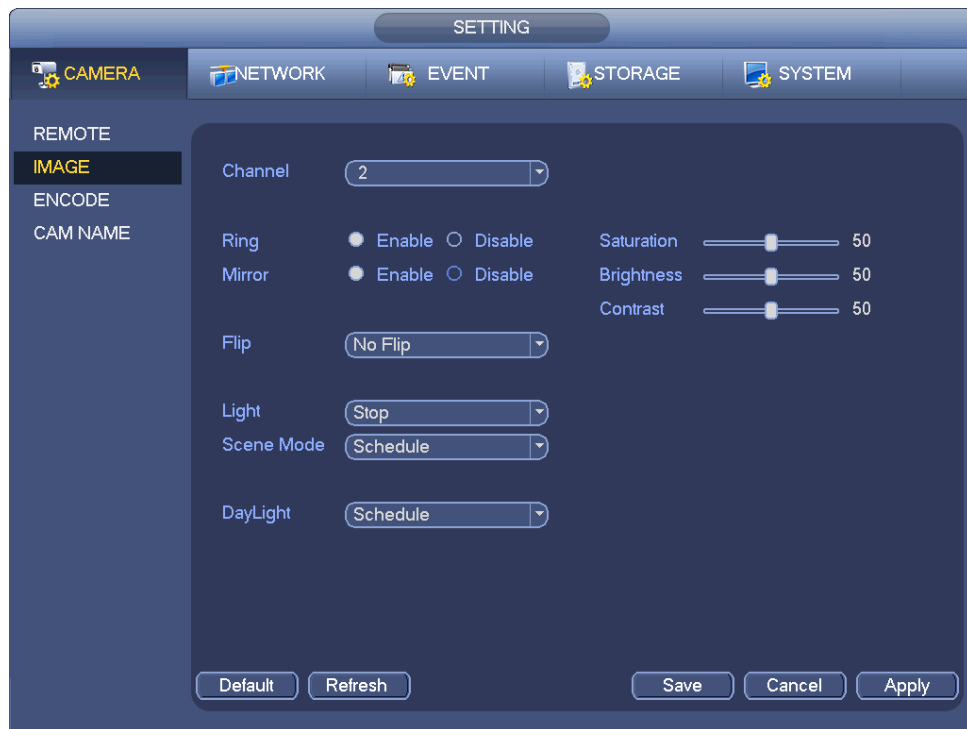 SETTING
CAMERA NETWORK EVENT STORAGE SYSTEM
REMOTE
IMAGE
ENCODE
CAM NAME
Channel 2
Ring Enable Disable Saturation 50
Mirror Enable Disable Brightness 50
Contrast 50
Flip No Flip
Light Stop
Scene Mode Schedule
DayLight Schedule
Default Refresh Save Cancel Apply